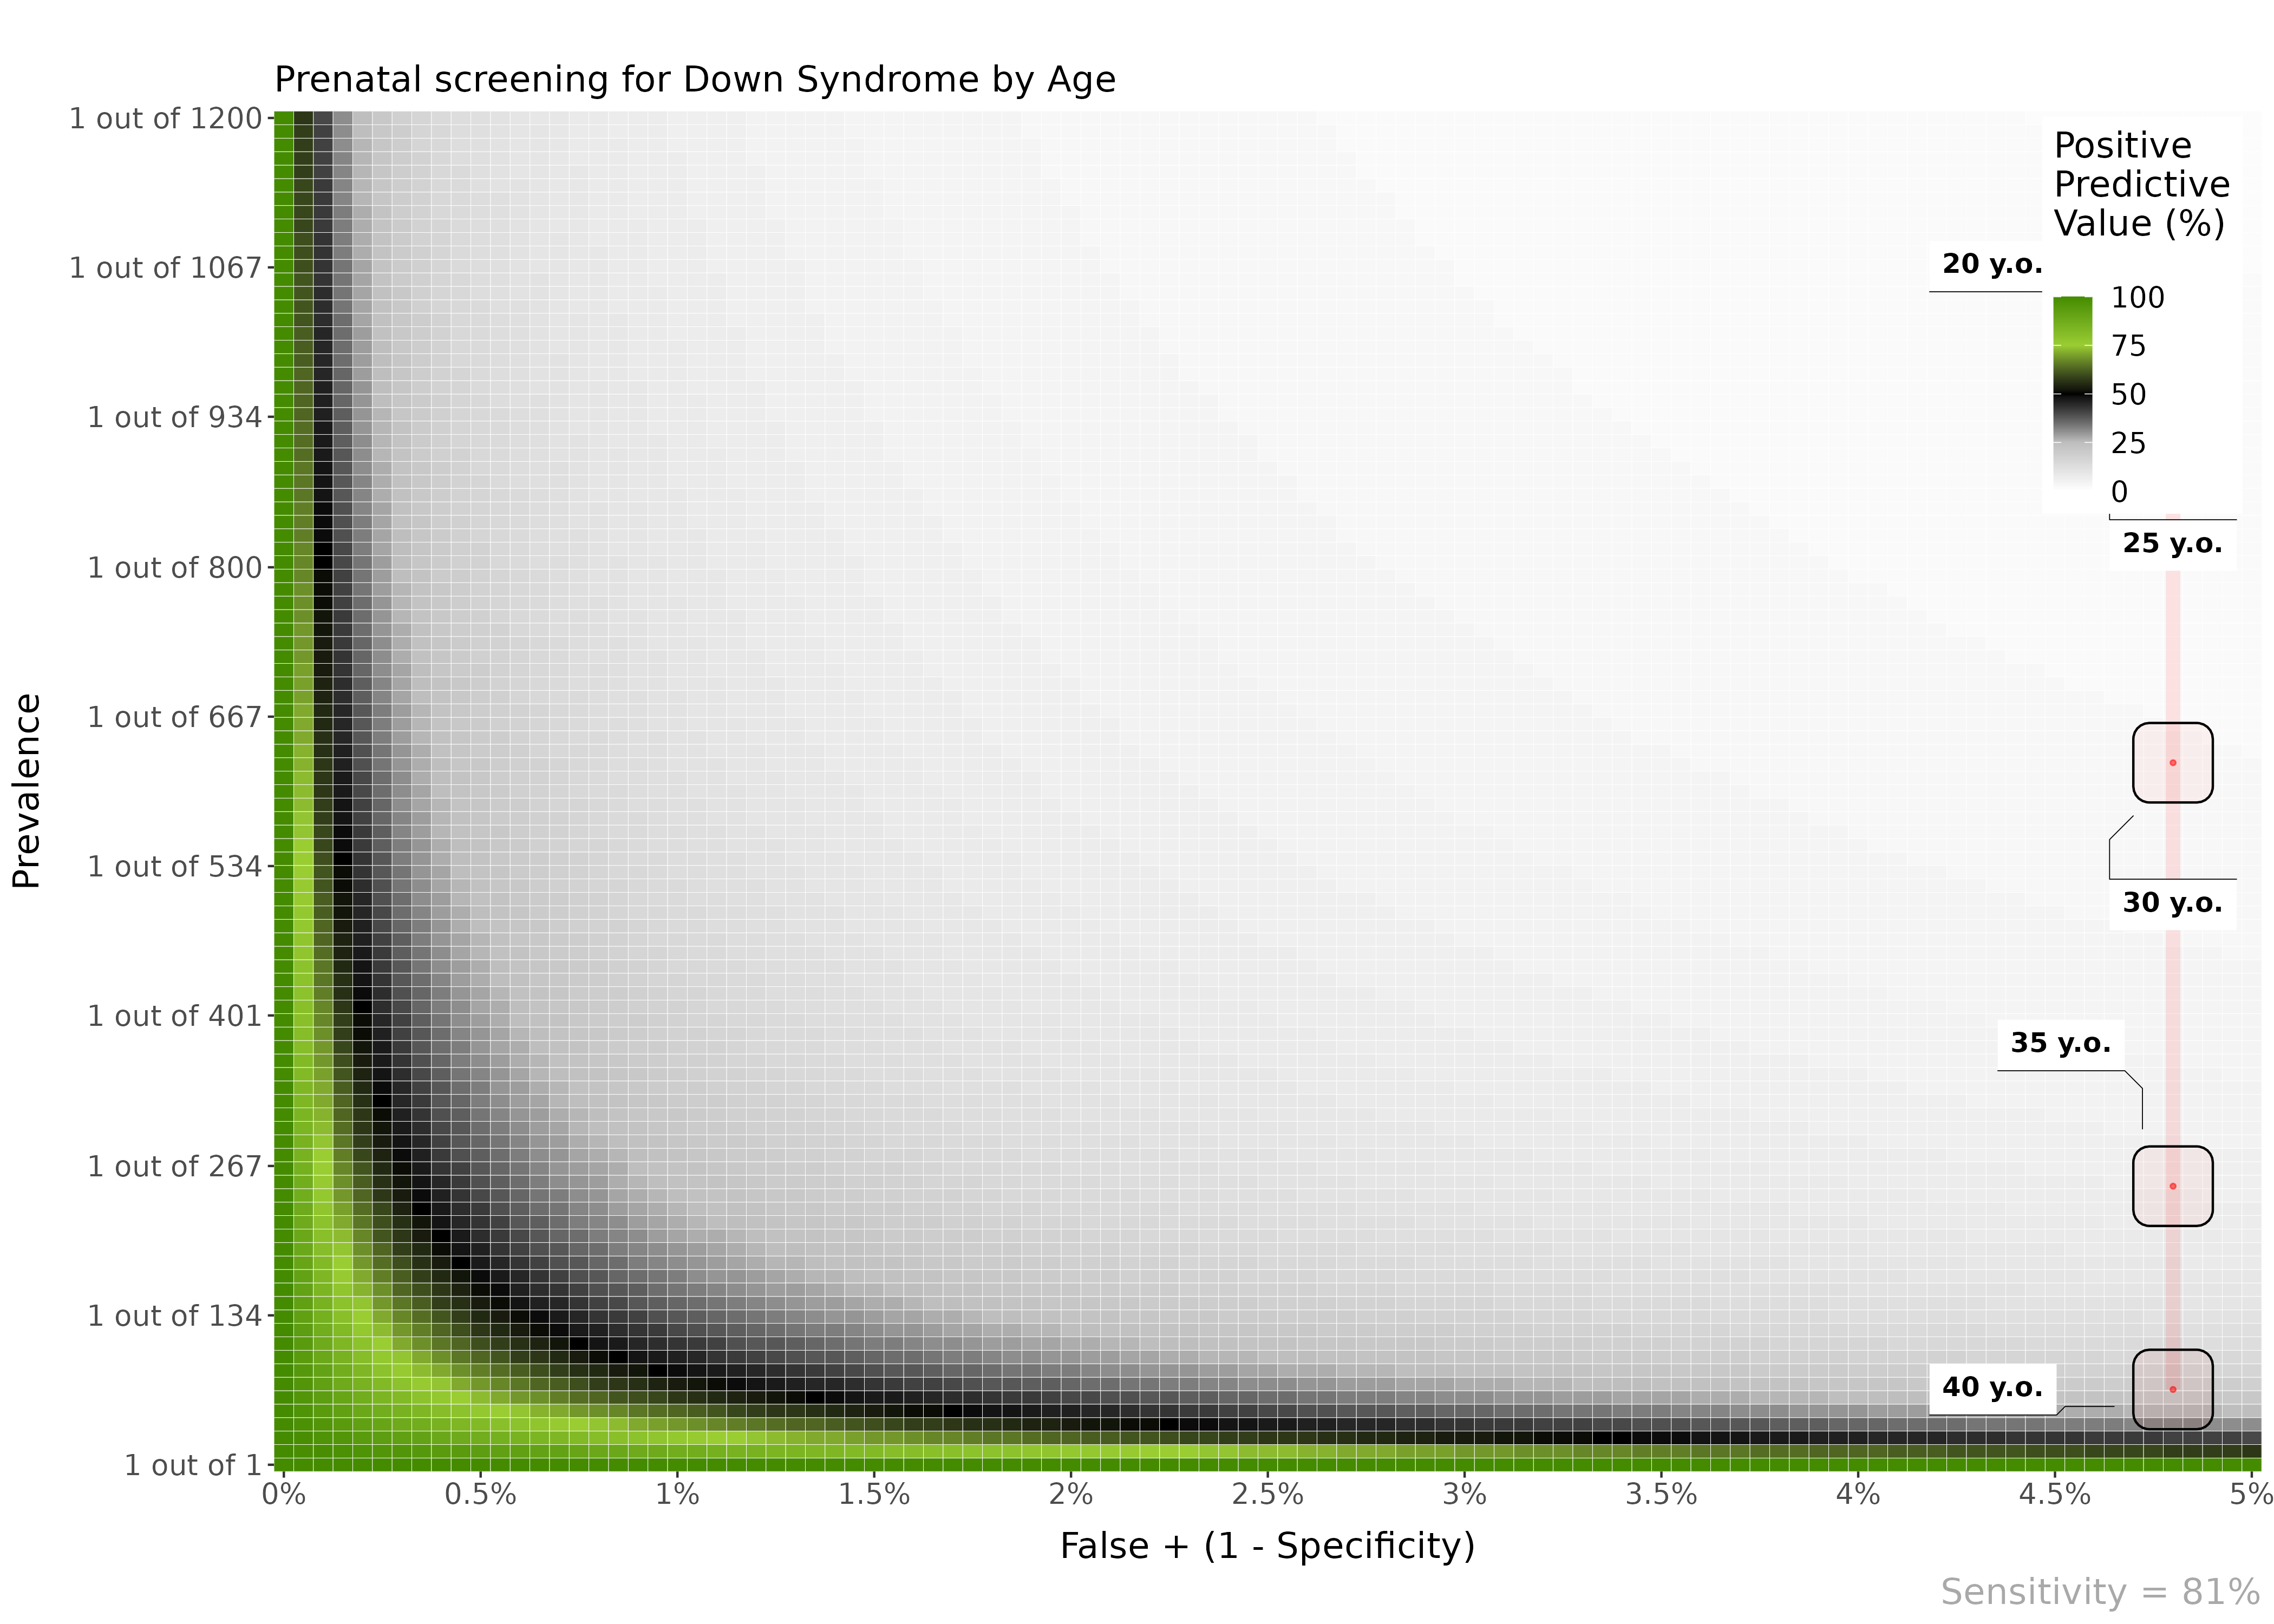 Prenatal screening for Down Syndrome by Age
1 out of 1200
1 out of 1067
1 out of 934
1 out of 800
1 out of 667
1 out of 534
1 out of 401
1 out of 267
1 out of 134
1 out of 1
Prevalence
Positive
Predictive
Value (%)
100
75
50
25
0
20 y.o.
25 y.o.
30 y.o.
35 y.o.
40 y.o.
0% 0.5% 1% 1.5% 2% 2.5% 3% 3.5% 4% 4.5% 5%
False + (1 - Specificity)
Sensitivity = 81%